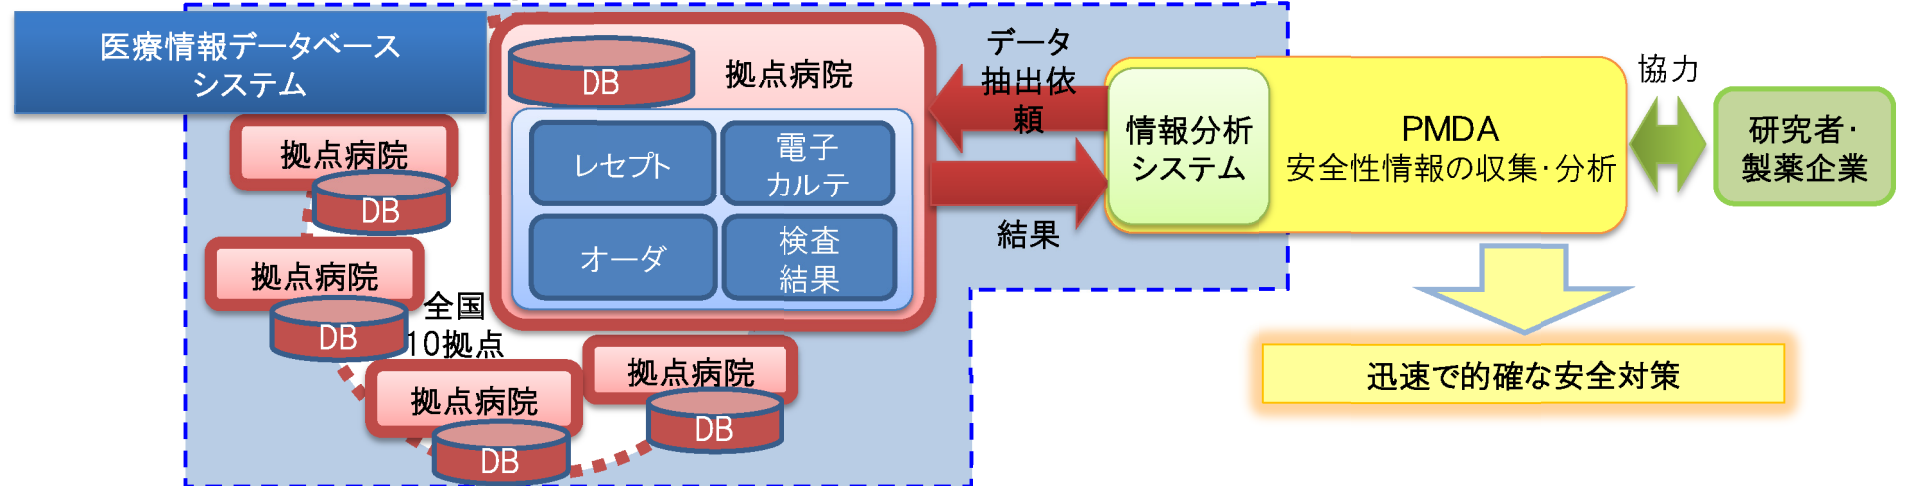 医療情報データベース
システム
DB
拠点病院
レセプト
電子
カルテ
オーダ
検査
結果
データ
抽出依
頼
結果
情報分析
システム
PMDA
安全性情報の収集・分析
協力
研究者・
製薬企業
拠点病院
DB
拠点病院
DB
全国
10拠点
拠点病院
DB
拠点病院
DB
迅速で的確な安全対策